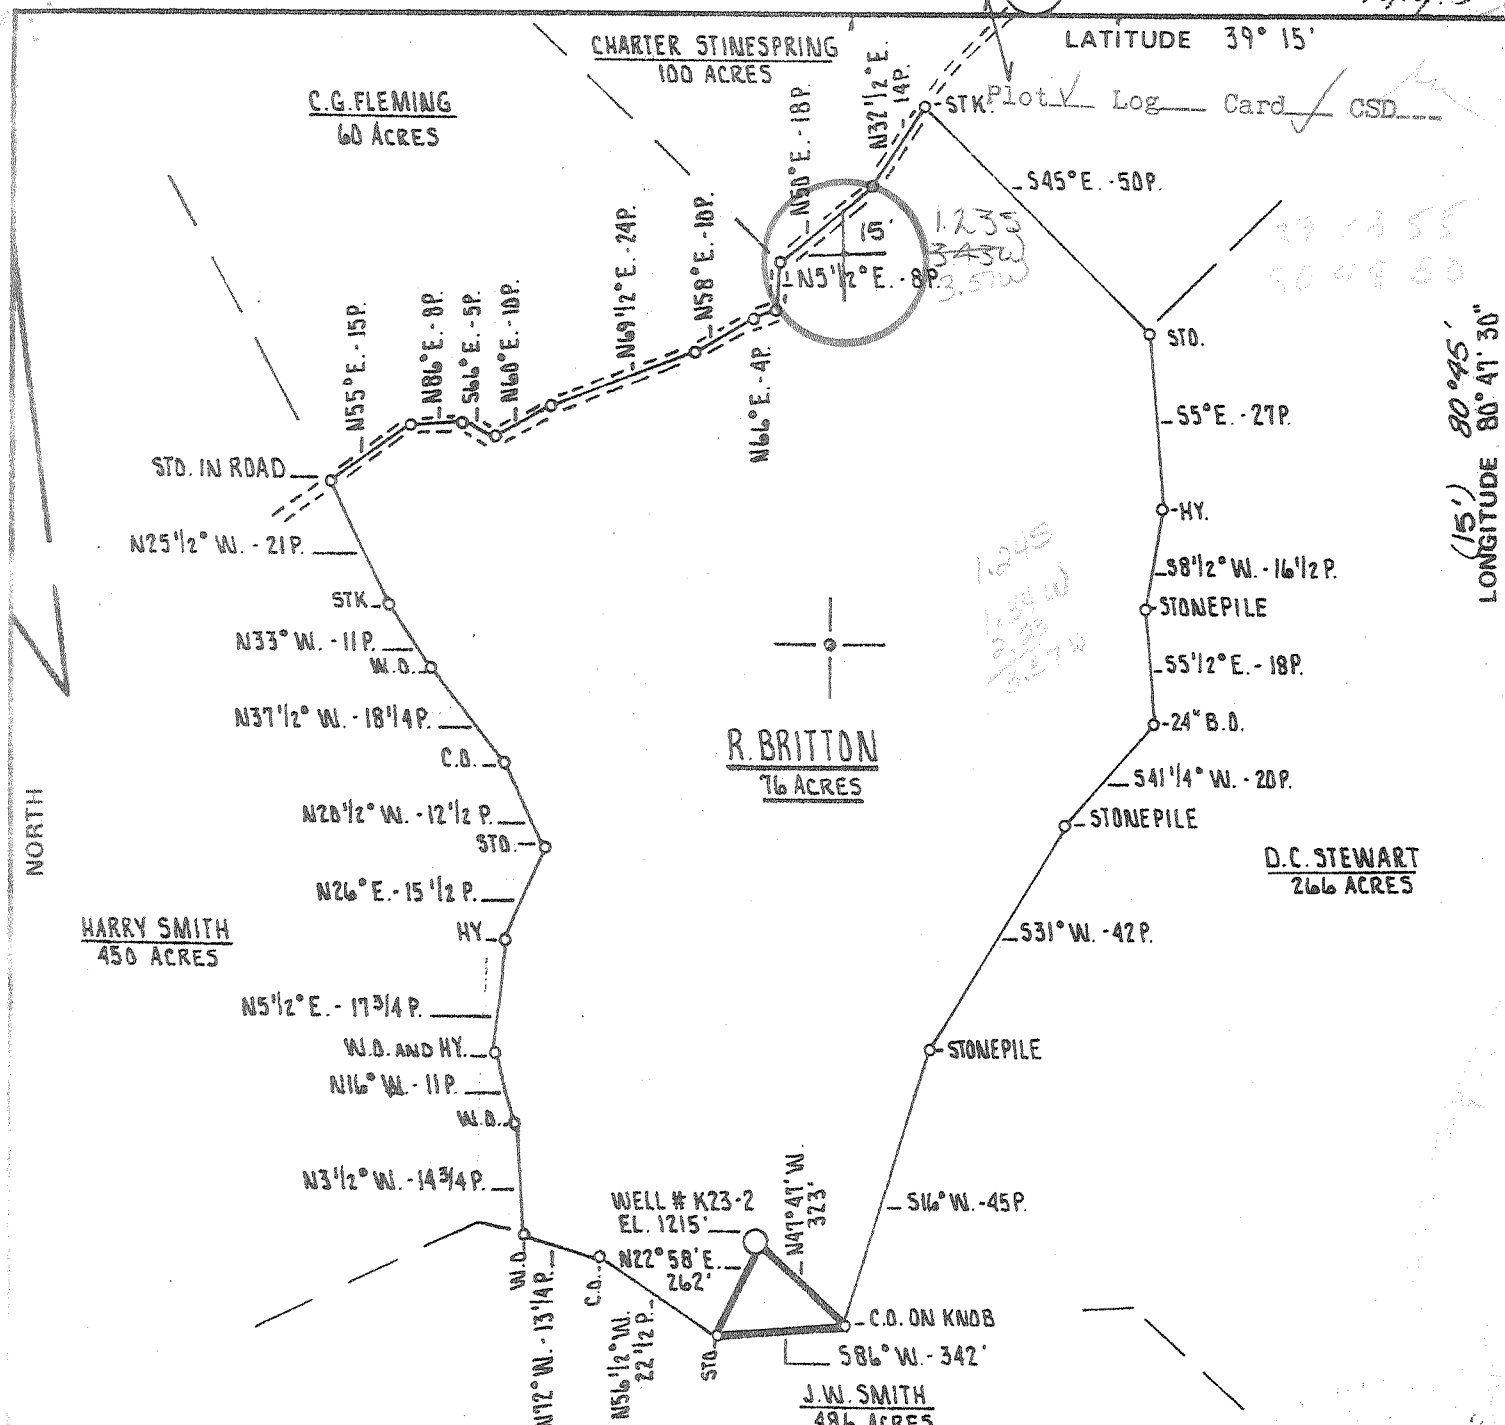 LATITUDE 39° 15'
CHARTER STINESPRING
100 ACRES
C.G. FLEMING
60 ACRES
N32 1/2° E.
14P.
STK.
Plot ✓ Log Card ✓ CSD
N50° E. - 18P.
S45° E. - 50P.
15'
1.235
3.43W
3.57W
N5 1/2° E. - 8P.
N58° E. - 10P.
N69 1/2° E. - 24P.
N66° E. - 4P.
N60° E. - 10P.
S66° E. - 5P.
N86° E. - 8P.
N55° E. - 15P.
STO.
(15') 80° 45'
LONGITUDE 80° 47' 30"
S5° E. - 27P.
STO. IN ROAD
HY.
N25 1/2° W. - 21P.
1.245
S8 1/2° W. - 16 1/2 P.
STK.
STONEPILE
N33° W. - 11P.
W.O.
S5 1/2° E. - 18P.
N37 1/2° W. - 18 1/4 P.
24" B.O.
R. BRITTON
76 ACRES
C.O.
S41 1/4° W. - 20P.
N20 1/2° W. - 12 1/2 P.
STONEPILE
STO.
NORTH
D.C. STEWART
266 ACRES
N26° E. - 15 1/2 P.
HARRY SMITH
450 ACRES
HY.
S31° W. - 42P.
N5 1/2° E. - 17 3/4 P.
W.O. AND HY.
STONEPILE
N16° W. - 11P.
W.O.
N3 1/2° W. - 14 3/4 P.
WELL # K23-2
EL. 1215'
N47° 47' W.
323'
S16° W. - 45P.
N22° 58' E.
262'
W.O.
N72° W. - 13 1/4 P.
C.O.
N56 1/2° W.
22 1/2 P.
STO.
C.O. ON KNOB
S86° W. - 342'
J.W. SMITH
486 ACRES